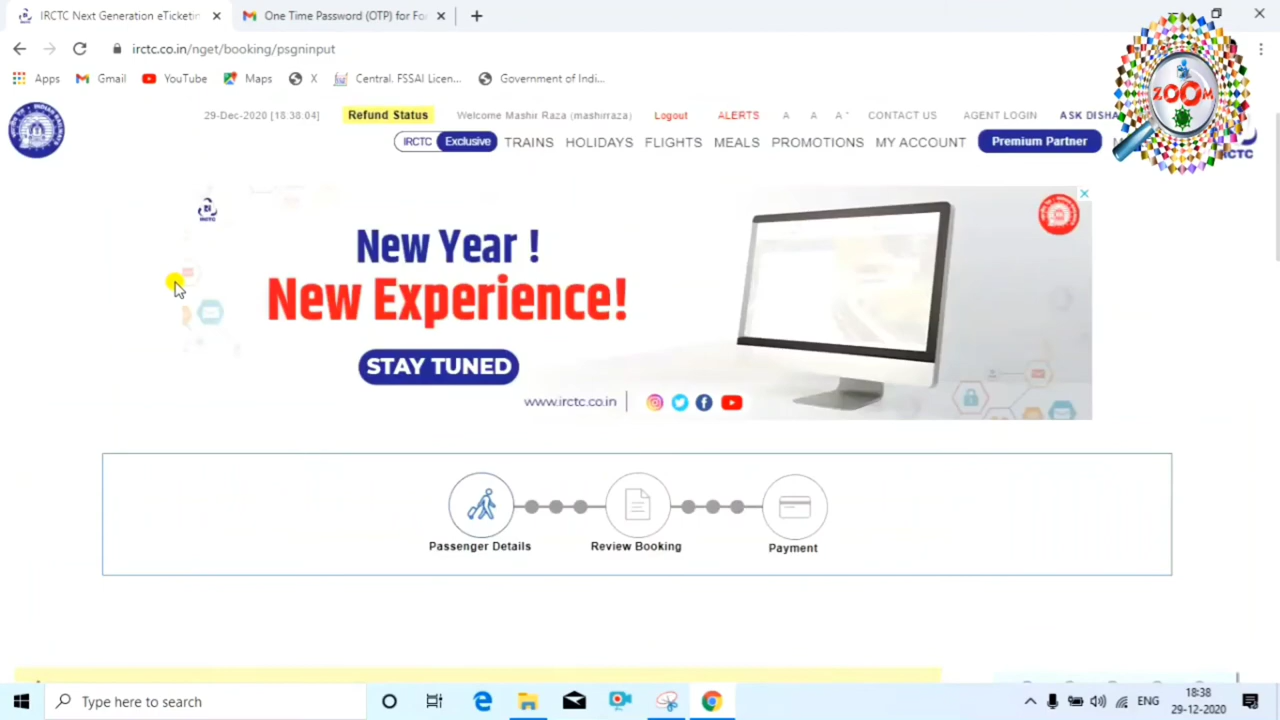 IRCTC Next Generation eTicketin
One Time Password (OTP) for For
irctc.co.in/nget/booking/psgninput
Apps Gmail YouTube Maps X Central. FSSAI Licen... Government of Indi...
29-Dec-2020 [18:38:04] Refund Status Welcome Mashir Raza (mashirraza) Logout ALERTS A A A+ CONTACT US AGENT LOGIN ASK DISHA
IRCTC Exclusive TRAINS HOLIDAYS FLIGHTS MEALS PROMOTIONS MY ACCOUNT Premium Partner
ZOOM
IRCTC
New Year !
New Experience!
STAY TUNED
www.irctc.co.in
Passenger Details Review Booking Payment
Type here to search
ENG
18:38
29-12-2020